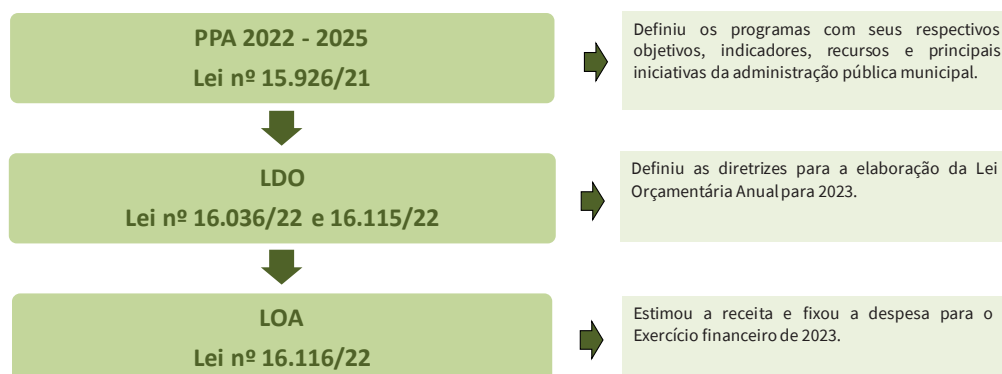 PPA 2022 - 2025
Lei nº 15.926/21
Definiu os programas com seus respectivos
objetivos, indicadores, recursos e principais
iniciativas da administração pública municipal.
LDO
Lei nº 16.036/22 e 16.115/22
Definiu as diretrizes para a elaboração da Lei
Orçamentária Anual para 2023.
LOA
Lei nº 16.116/22
Estimou a receita e fixou a despesa para o
Exercício financeiro de 2023.